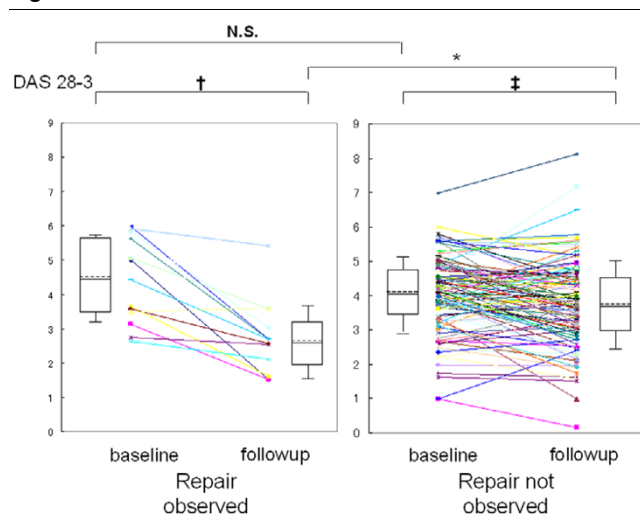 N.S.
*
DAS 28-3
†
‡
9
8
7
6
5
4
3
2
1
0
9
8
7
6
5
4
3
2
1
0
baseline followup
baseline followup
Repair
observed
Repair not
observed